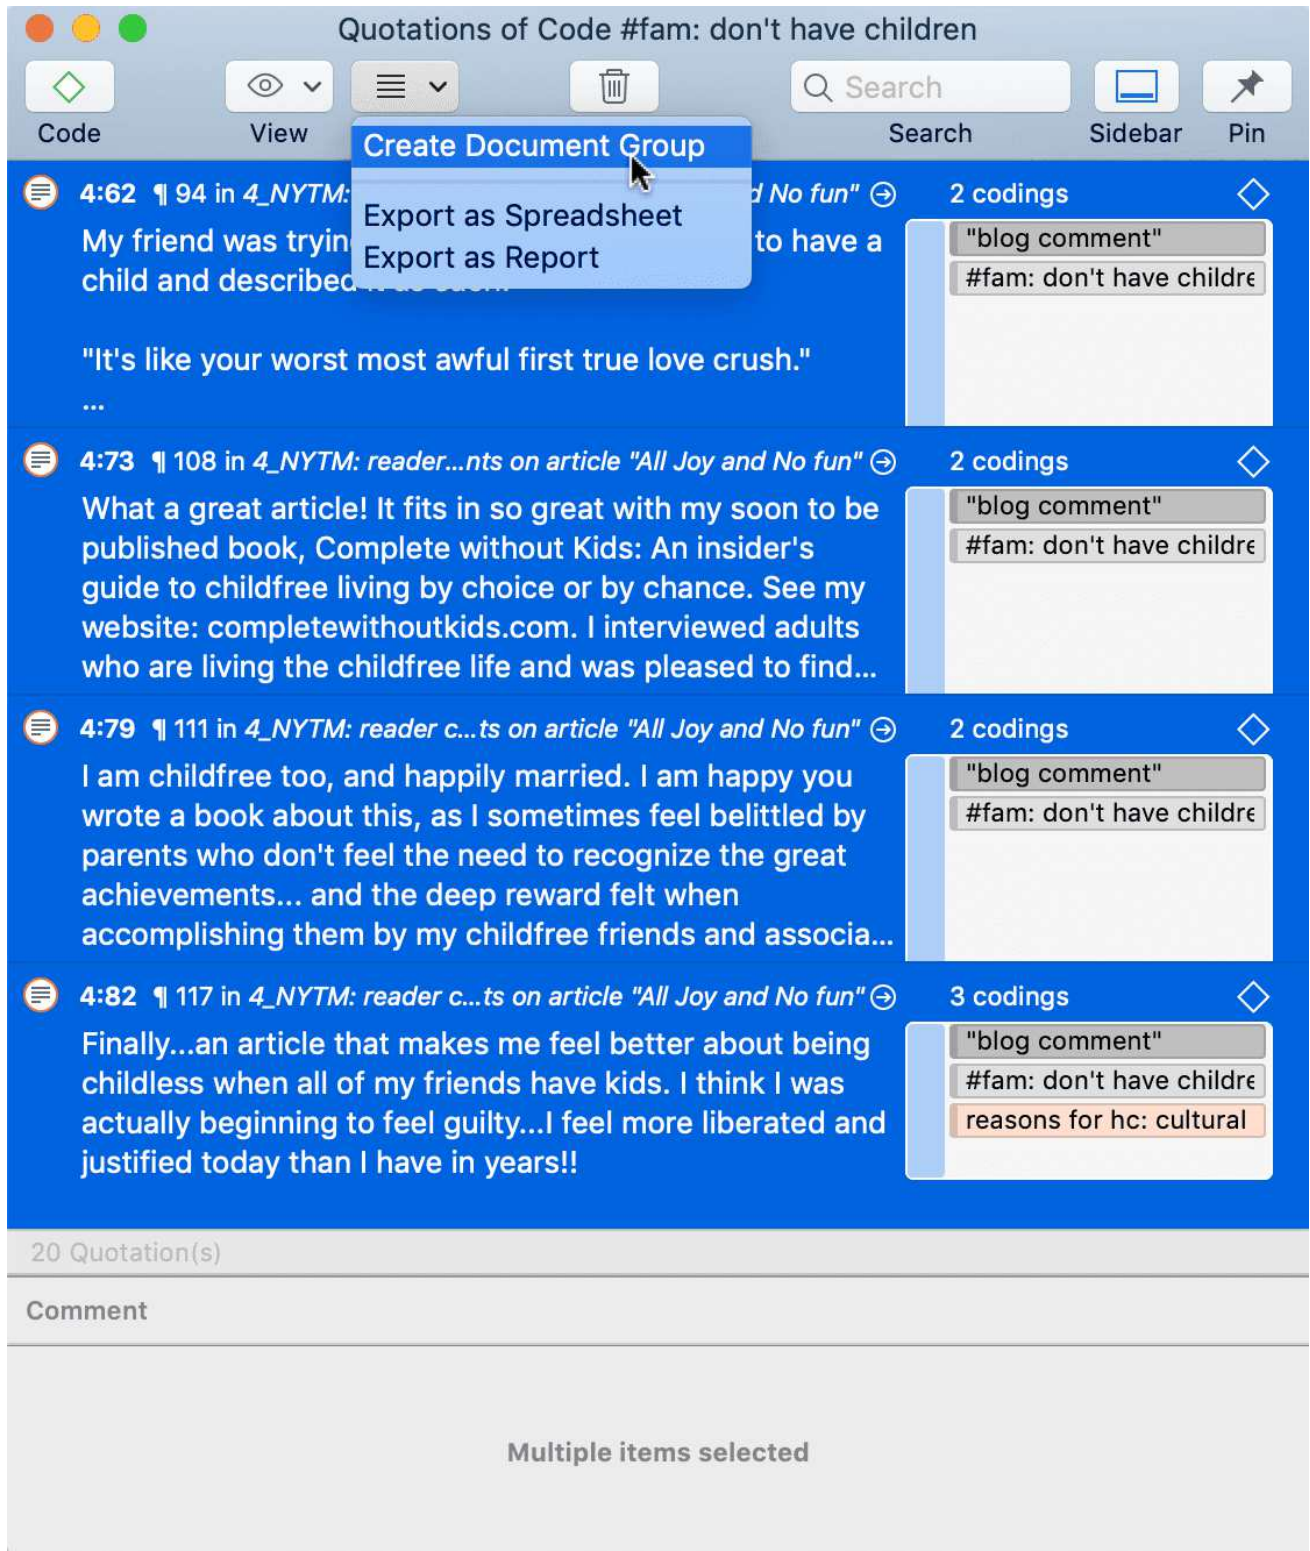 Quotations of Code #fam: don't have children
Code
View
Search
Search
Sidebar
Pin
Create Document Group
Export as Spreadsheet
Export as Report
4:62 ¶ 94 in 4_NYTM: d No fun"
2 codings
My friend was tryin to have a
child and described
"It's like your worst most awful first true love crush."
...
"blog comment"
#fam: don't have childre
4:73 ¶ 108 in 4_NYTM: reader...nts on article "All Joy and No fun"
2 codings
What a great article! It fits in so great with my soon to be
published book, Complete without Kids: An insider's
guide to childfree living by choice or by chance. See my
website: completewithoutkids.com. I interviewed adults
who are living the childfree life and was pleased to find...
"blog comment"
#fam: don't have childre
4:79 ¶ 111 in 4_NYTM: reader c...ts on article "All Joy and No fun"
2 codings
I am childfree too, and happily married. I am happy you
wrote a book about this, as I sometimes feel belittled by
parents who don't feel the need to recognize the great
achievements... and the deep reward felt when
accomplishing them by my childfree friends and associa...
"blog comment"
#fam: don't have childre
4:82 ¶ 117 in 4_NYTM: reader c...ts on article "All Joy and No fun"
3 codings
Finally...an article that makes me feel better about being
childless when all of my friends have kids. I think I was
actually beginning to feel guilty...I feel more liberated and
justified today than I have in years!!
"blog comment"
#fam: don't have childre
reasons for hc: cultural
20 Quotation(s)
Comment
Multiple items selected